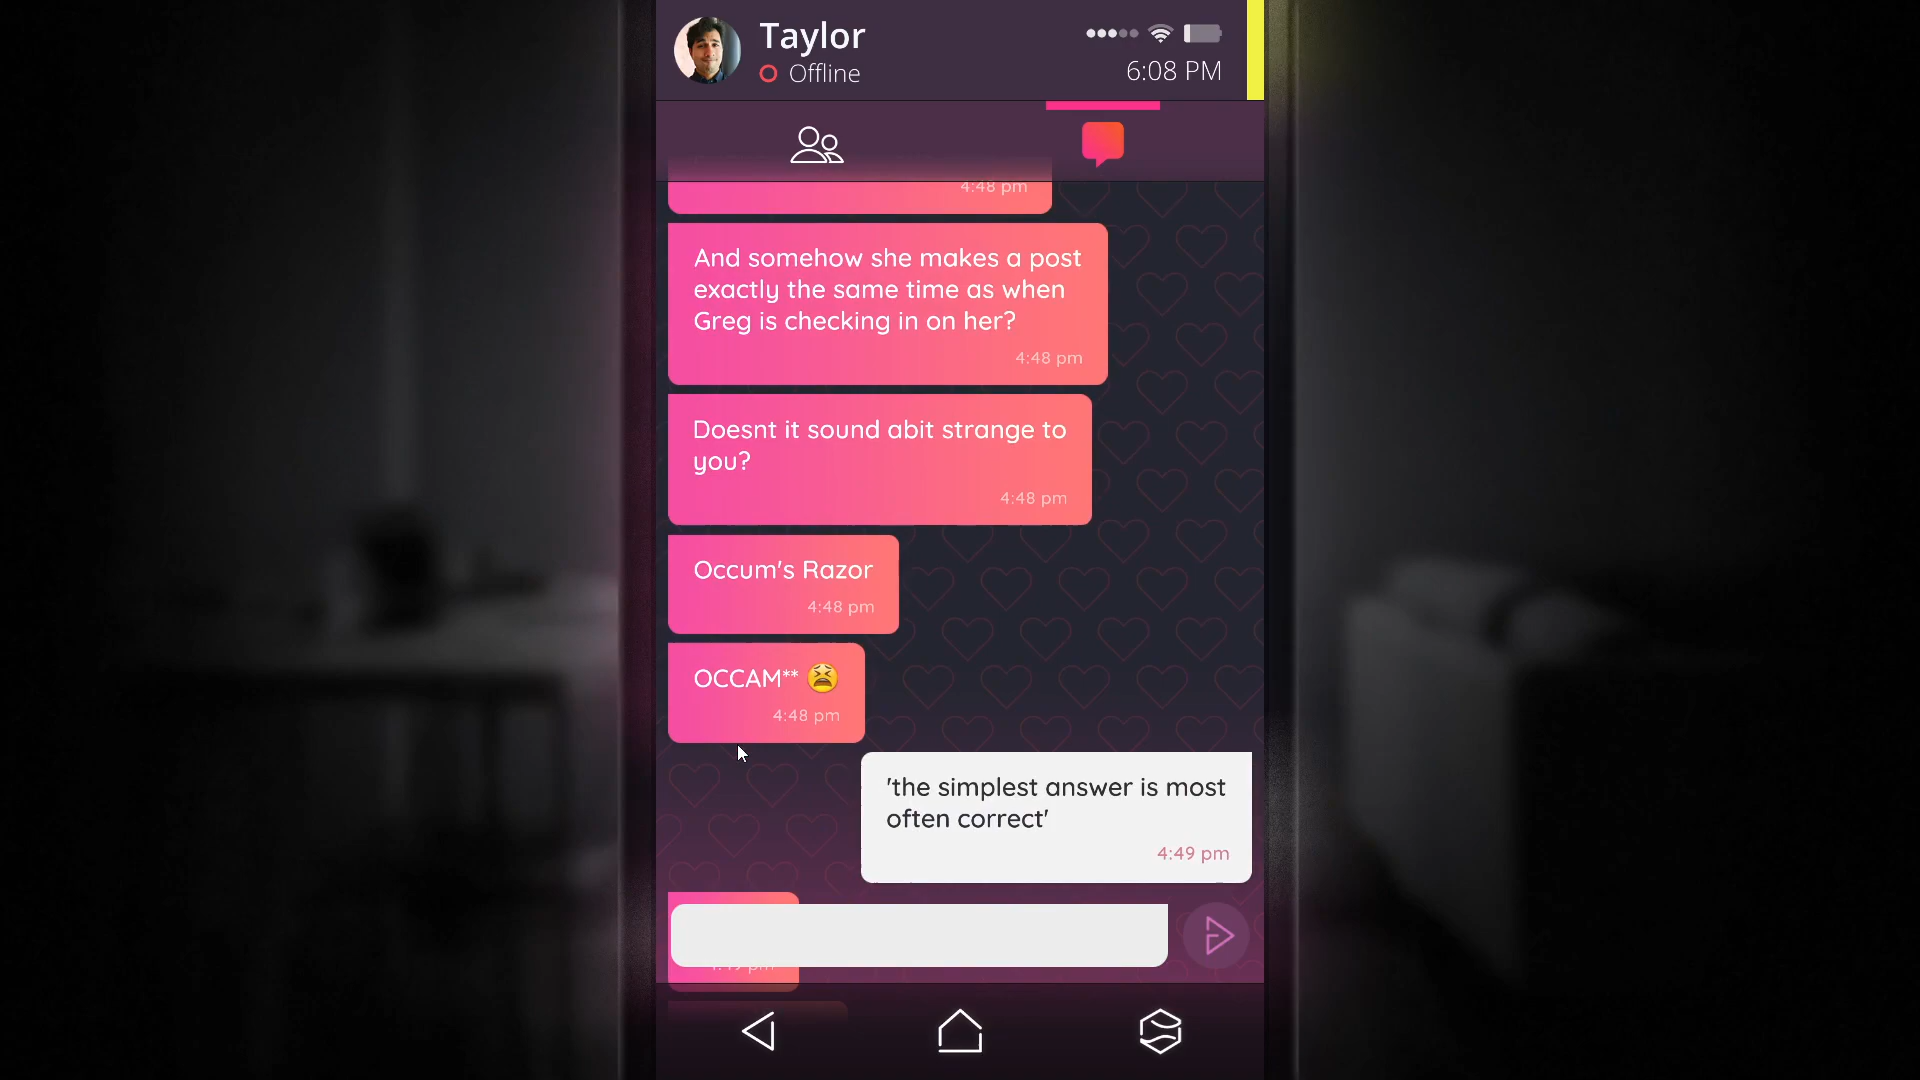 Taylor
Offline
6:08 PM
4:48 pm
And somehow she makes a post
exactly the same time as when
Greg is checking in on her?
4:48 pm
Doesnt it sound abit strange to
you?
4:48 pm
Occum's Razor
4:48 pm
OCCAM** 😫
4:48 pm
'the simplest answer is most
often correct'
4:49 pm